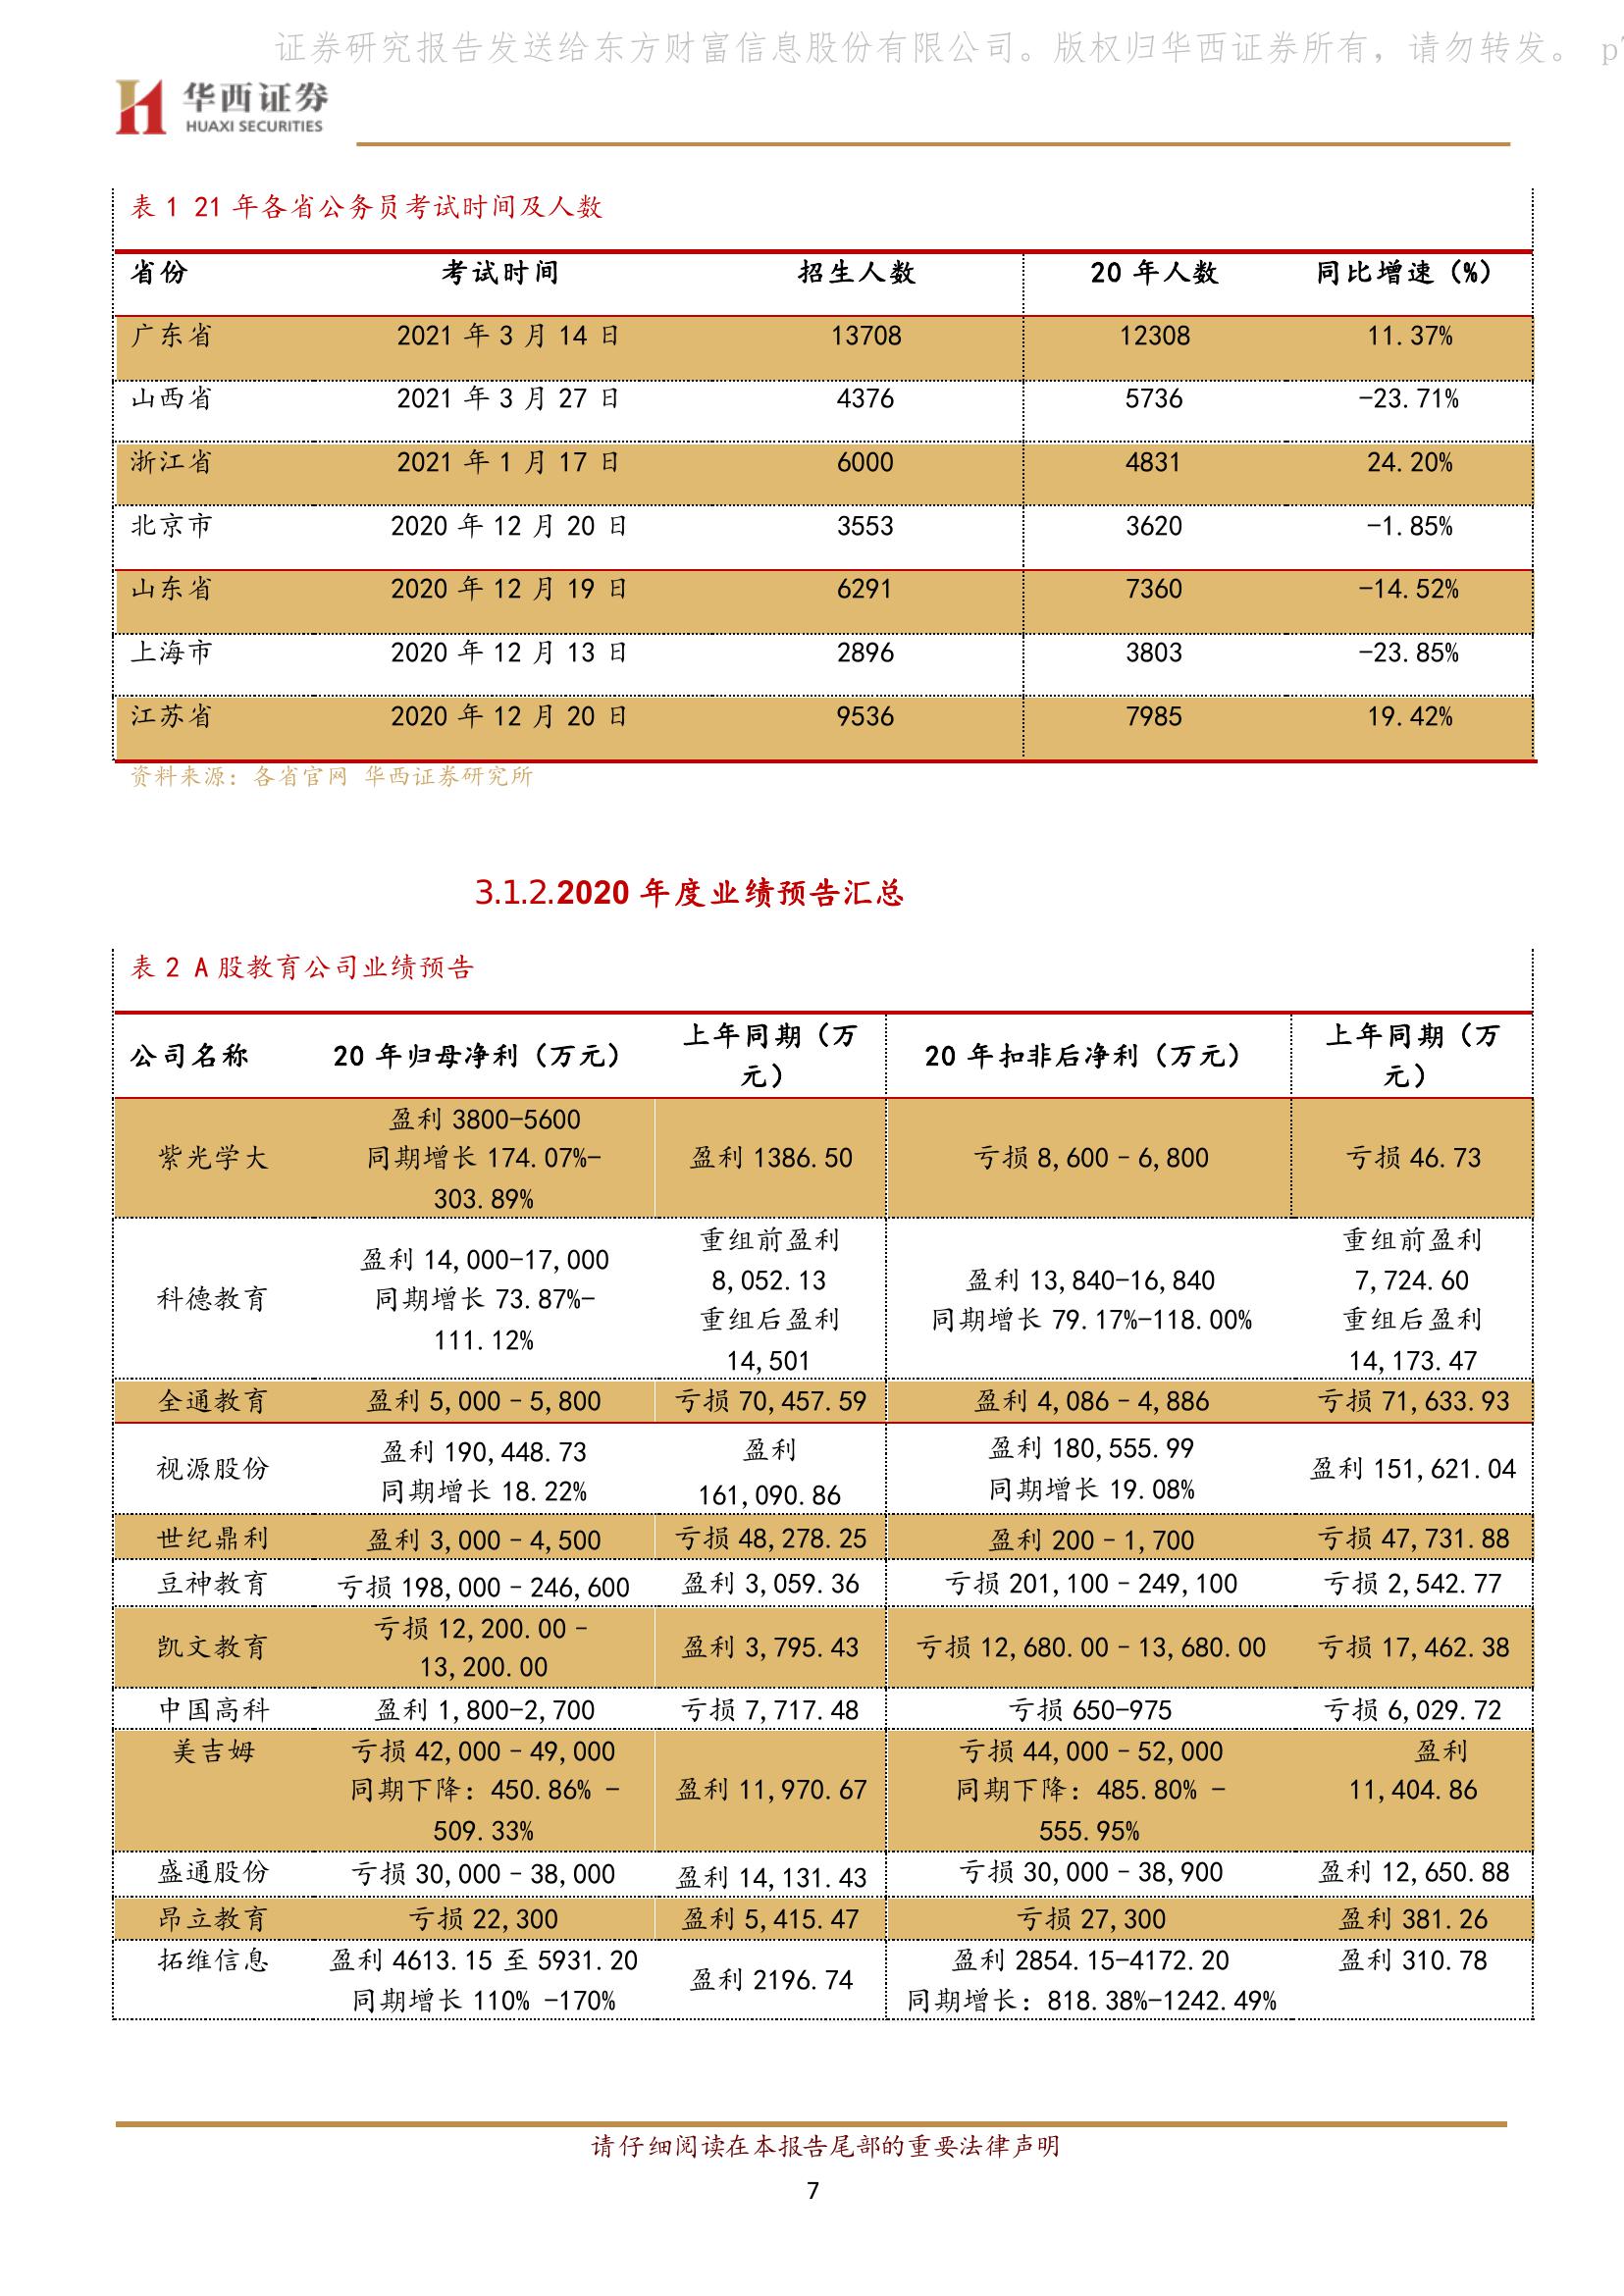 证券研究报告发送给东方财富信息股份有限公司。版权归华西证券所有，请勿转发。 p
华西证券
HUAXI SECURITIES
表 1 21 年各省公务员考试时间及人数
省份 考试时间 招生人数 20 年人数 同比增速（%）
广东省 2021 年 3 月 14 日 13708 12308 11.37%
山西省 2021 年 3 月 27 日 4376 5736 -23.71%
浙江省 2021 年 1 月 17 日 6000 4831 24.20%
北京市 2020 年 12 月 20 日 3553 3620 -1.85%
山东省 2020 年 12 月 19 日 6291 7360 -14.52%
上海市 2020 年 12 月 13 日 2896 3803 -23.85%
江苏省 2020 年 12 月 20 日 9536 7985 19.42%
资料来源：各省官网 华西证券研究所
3.1.2.2020 年度业绩预告汇总
表 2 A 股教育公司业绩预告
公司名称 20 年归母净利（万元） 上年同期（万
元） 20 年扣非后净利（万元） 上年同期（万
元）
紫光学大 盈利 3800-5600
同期增长 174.07%-
303.89% 盈利 1386.50 亏损 8,600–6,800 亏损 46.73
科德教育 盈利 14,000-17,000
同期增长 73.87%-
111.12% 重组前盈利
8,052.13
重组后盈利
14,501 盈利 13,840-16,840
同期增长 79.17%-118.00% 重组前盈利
7,724.60
重组后盈利
14,173.47
全通教育 盈利 5,000–5,800 亏损 70,457.59 盈利 4,086–4,886 亏损 71,633.93
视源股份 盈利 190,448.73
同期增长 18.22% 盈利
161,090.86 盈利 180,555.99
同期增长 19.08% 盈利 151,621.04
世纪鼎利 盈利 3,000–4,500 亏损 48,278.25 盈利 200–1,700 亏损 47,731.88
豆神教育 亏损 198,000–246,600 盈利 3,059.36 亏损 201,100–249,100 亏损 2,542.77
凯文教育 亏损 12,200.00–
13,200.00 盈利 3,795.43 亏损 12,680.00–13,680.00 亏损 17,462.38
中国高科 盈利 1,800-2,700 亏损 7,717.48 亏损 650-975 亏损 6,029.72
美吉姆 亏损 42,000–49,000
同期下降：450.86% -
509.33% 盈利 11,970.67 亏损 44,000–52,000
同期下降：485.80% -
555.95% 盈利
11,404.86
盛通股份 亏损 30,000–38,000 盈利 14,131.43 亏损 30,000–38,900 盈利 12,650.88
昂立教育 亏损 22,300 盈利 5,415.47 亏损 27,300 盈利 381.26
拓维信息 盈利 4613.15 至 5931.20
同期增长 110% -170% 盈利 2196.74 盈利 2854.15-4172.20
同期增长：818.38%-1242.49% 盈利 310.78
请仔细阅读在本报告尾部的重要法律声明
7